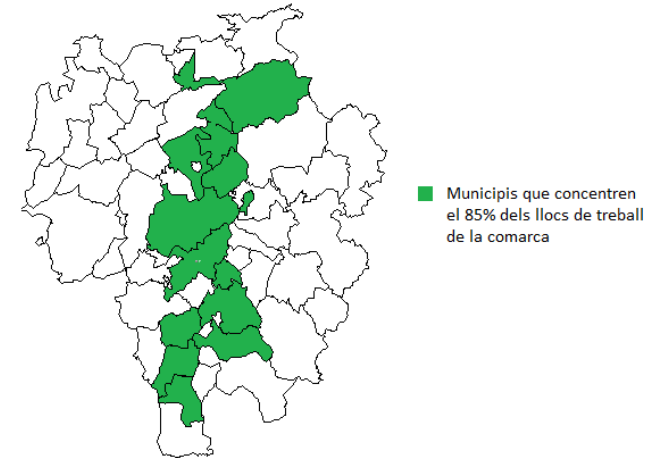 Municipis que concentren
el 85% dels llocs de treball
de la comarca